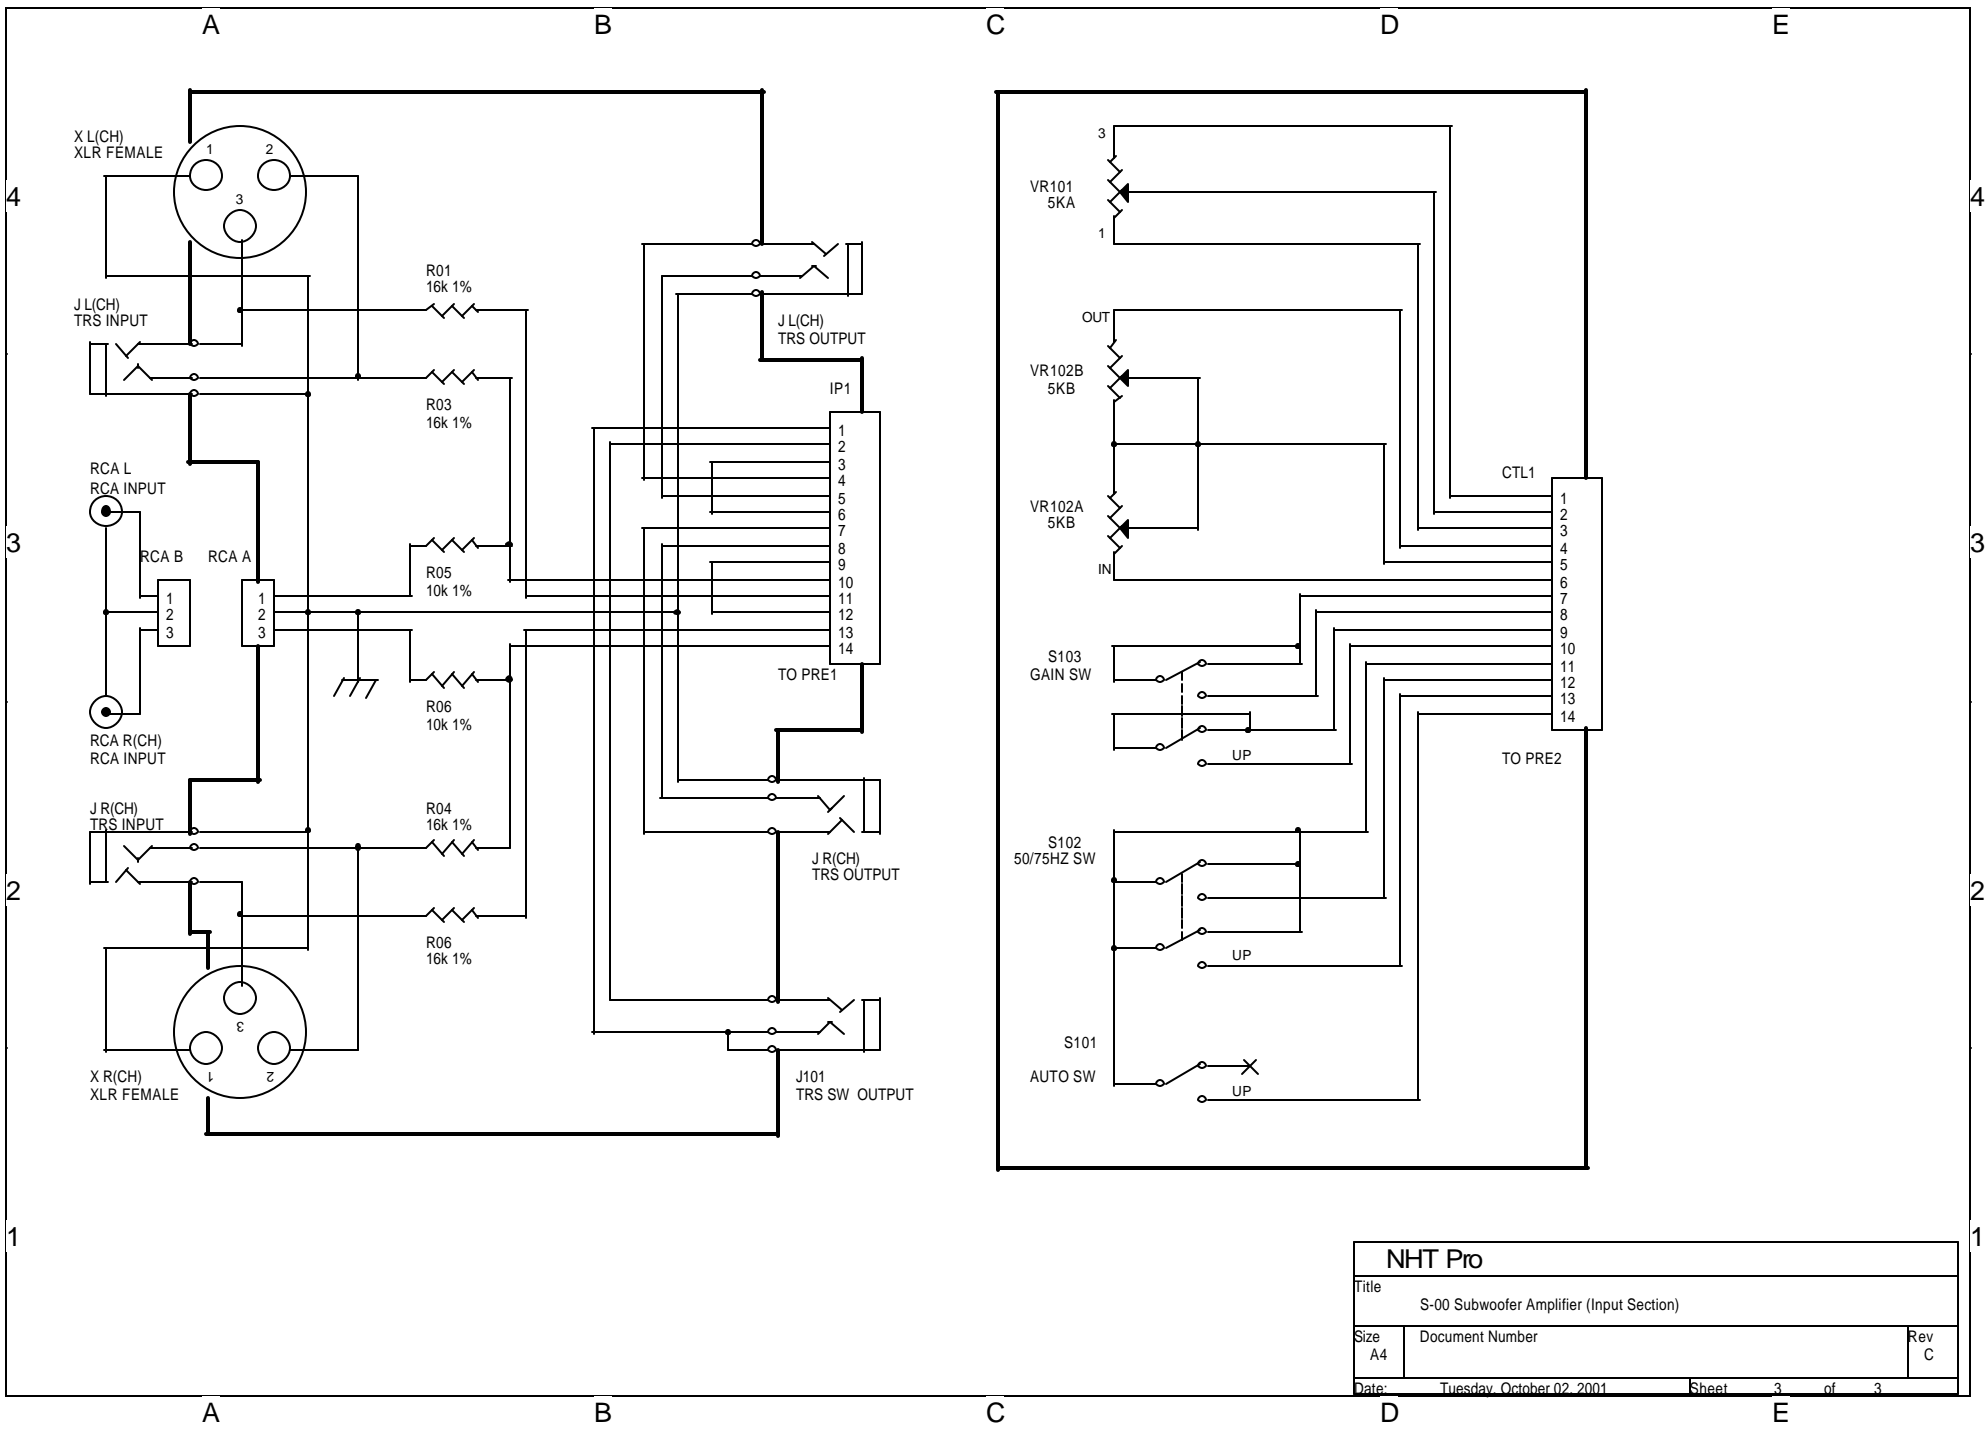 A B C D E
X L(CH)
XLR FEMALE
1 2
3
4
J L(CH)
TRS INPUT
R01
16k 1%
R03
16k 1%
J L(CH)
TRS OUTPUT
IP1
1
2
3
4
5
6
7
8
9
10
11
12
13
14
TO PRE1
RCA L
RCA INPUT
3
RCA B
1
2
3
RCA A
1
2
3
R05
10k 1%
R06
10k 1%
RCA R(CH)
RCA INPUT
J R(CH)
TRS INPUT
R04
16k 1%
R06
16k 1%
2
J R(CH)
TRS OUTPUT
3
1 2
X R(CH)
XLR FEMALE
J101
TRS SW OUTPUT
1
3
VR101
5KA
1
4
OUT
VR102B
5KB
VR102A
5KB
IN
CTL1
1
2
3
4
5
6
7
8
9
10
11
12
13
14
TO PRE2
3
S103
GAIN SW
UP
S102
50/75HZ SW
UP
2
S101
AUTO SW
UP
1
NHT Pro
Title
S-00 Subwoofer Amplifier (Input Section)
Size
A4
Document Number
Rev
C
Date: Tuesday, October 02, 2001 Sheet 3 of 3
A B C D E